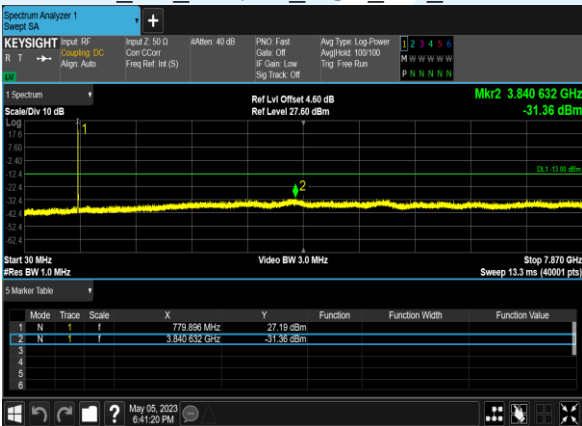 Spectrum Analyzer 1
Swept SA
KEYSIGHT Input: RF Input Z: 50 Ω #Atten: 40 dB PNO: Fast Avg Type: Log-Power 1 2 3 4 5 6
R T Coupling: DC Corr CCorr Gate: Off Avg|Hold: 100/100 M W W W W W
Align: Auto Freq Ref: Int (S) IF Gain: Low Trig: Free Run
Sig Track: Off P N N N N N
LV
1 Spectrum
Scale/Div 10 dB Ref Lvl Offset 4.60 dB Mkr2 3.840 632 GHz
Ref Level 27.60 dBm -31.36 dBm
Log
1
17.6
7.60
-2.40
DL1 -13.00 dBm
-12.4
-22.4
2
-32.4
-42.4
-52.4
-62.4
Start 30 MHz Video BW 3.0 MHz Stop 7.870 GHz
#Res BW 1.0 MHz Sweep 13.3 ms (40001 pts)
5 Marker Table
Mode Trace Scale X Y Function Function Width Function Value
1 N 1 f 779.896 MHz 27.19 dBm
2 N 1 f 3.840 632 GHz -31.36 dBm
3
4
5
6
? May 05, 2023
6:41:20 PM